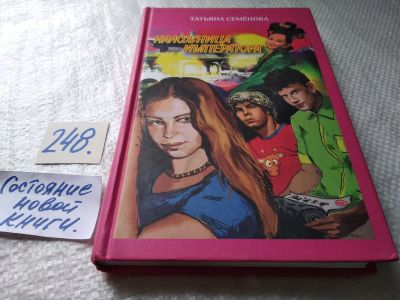 ТАТЬЯНА СЕМЁНОВА
НАЛОЖНИЦА
ИМПЕРАТОРА
248.
Состояние
новой
книги.